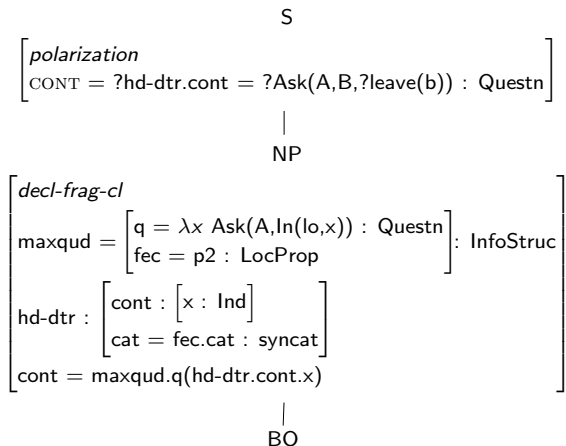 S
polarization
CONT = ?hd-dtr.cont = ?Ask(A,B,?leave(b)) : Questn
NP
decl-frag-cl
maxqud = [q = λx Ask(A,In(lo,x)) : Questn
fec = p2 : LocProp] : InfoStruc
hd-dtr : [cont : [x : Ind]
cat = fec.cat : syncat]
cont = maxqud.q(hd-dtr.cont.x)
BO